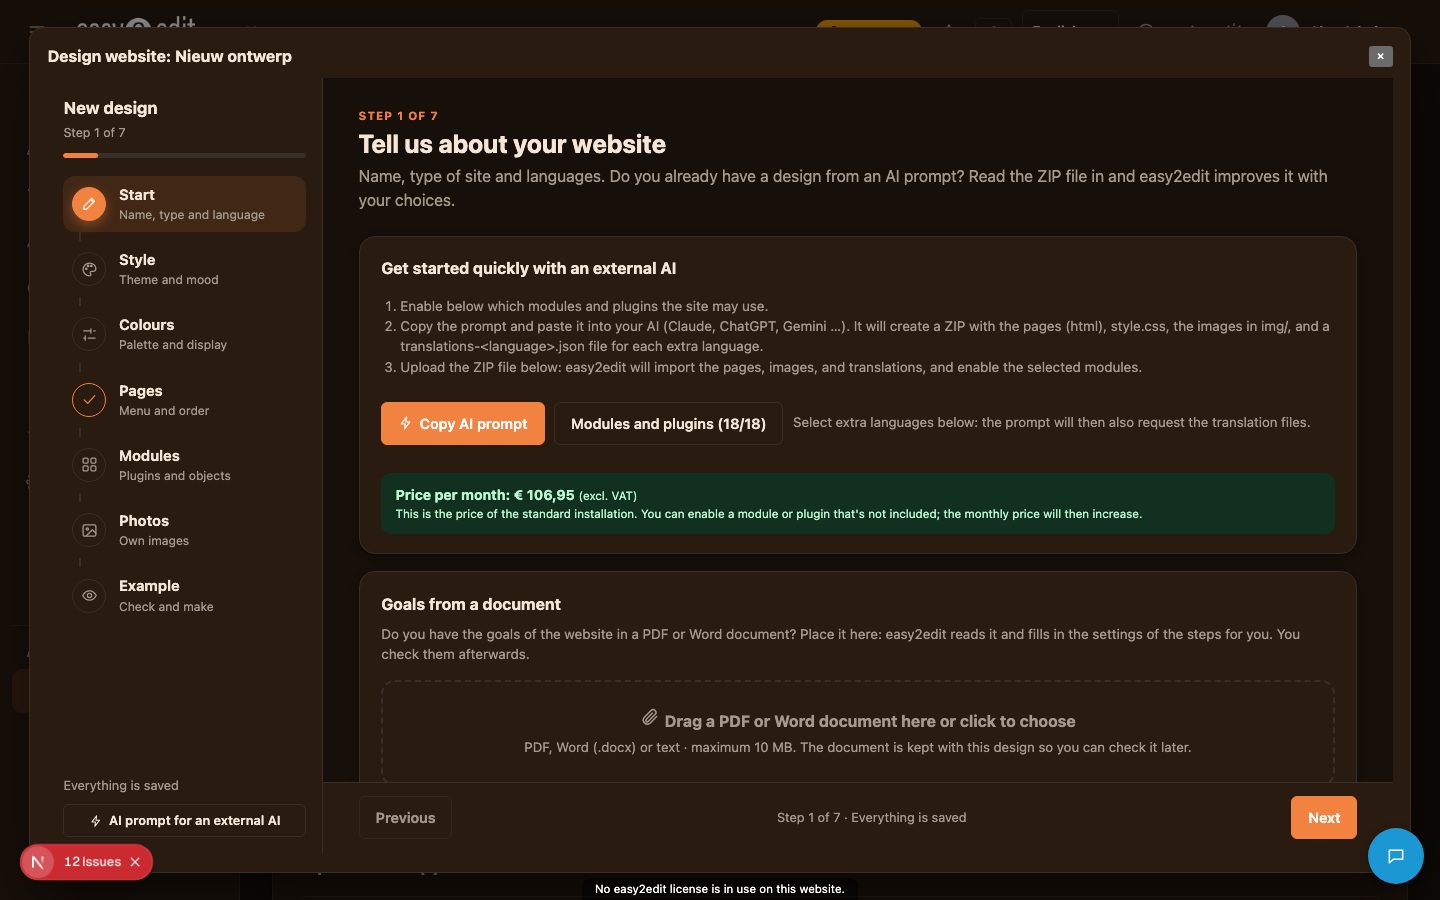 Design website: Nieuw ontwerp
×
New design
Step 1 of 7
Start
Name, type and language
Style
Theme and mood
Colours
Palette and display
Pages
Menu and order
Modules
Plugins and objects
Photos
Own images
Example
Check and make
Everything is saved
AI prompt for an external AI
STEP 1 OF 7
Tell us about your website
Name, type of site and languages. Do you already have a design from an AI prompt? Read the ZIP file in and easy2edit improves it with
your choices.
Get started quickly with an external AI
1. Enable below which modules and plugins the site may use.
2. Copy the prompt and paste it into your AI (Claude, ChatGPT, Gemini ...). It will create a ZIP with the pages (html), style.css, the images in img/, and a
translations-<language>.json file for each extra language.
3. Upload the ZIP file below: easy2edit will import the pages, images, and translations, and enable the selected modules.
Copy AI prompt
Modules and plugins (18/18)
Select extra languages below: the prompt will then also request the translation files.
Price per month: € 106,95 (excl. VAT)
This is the price of the standard installation. You can enable a module or plugin that's not included; the monthly price will then increase.
Goals from a document
Do you have the goals of the website in a PDF or Word document? Place it here: easy2edit reads it and fills in the settings of the steps for you. You
check them afterwards.
Drag a PDF or Word document here or click to choose
PDF, Word (.docx) or text · maximum 10 MB. The document is kept with this design so you can check it later.
Previous
Step 1 of 7 · Everything is saved
Next
N
12 Issues
No easy2edit license is in use on this website.